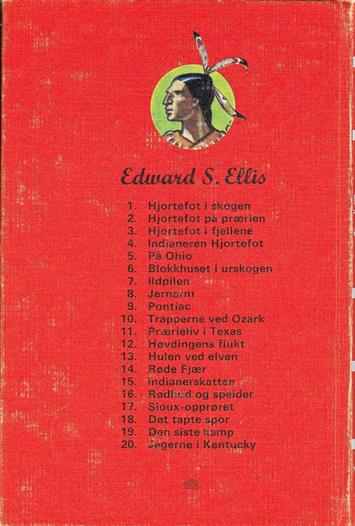 Edward S. Ellis
1. Hjortefot i skogen
2. Hjortefot på prærien
3. Hjortefot i fjellene
4. Indianeren Hjortefot
5. På Ohio
6. Blokkhuset i urskogen
7. Ildpilen
8. Jernarm
9. Pontiac
10. Trapperne ved Ozark
11. Prærieliv i Texas
12. Høvdingens flukt
13. Hulen ved elven
14. Røde Fjær
15. Indianerskatten
16. Rødhud og speider
17. Sioux-opprøret
18. Det tapte spor
19. Den siste kamp
20. Jegerne i Kentucky